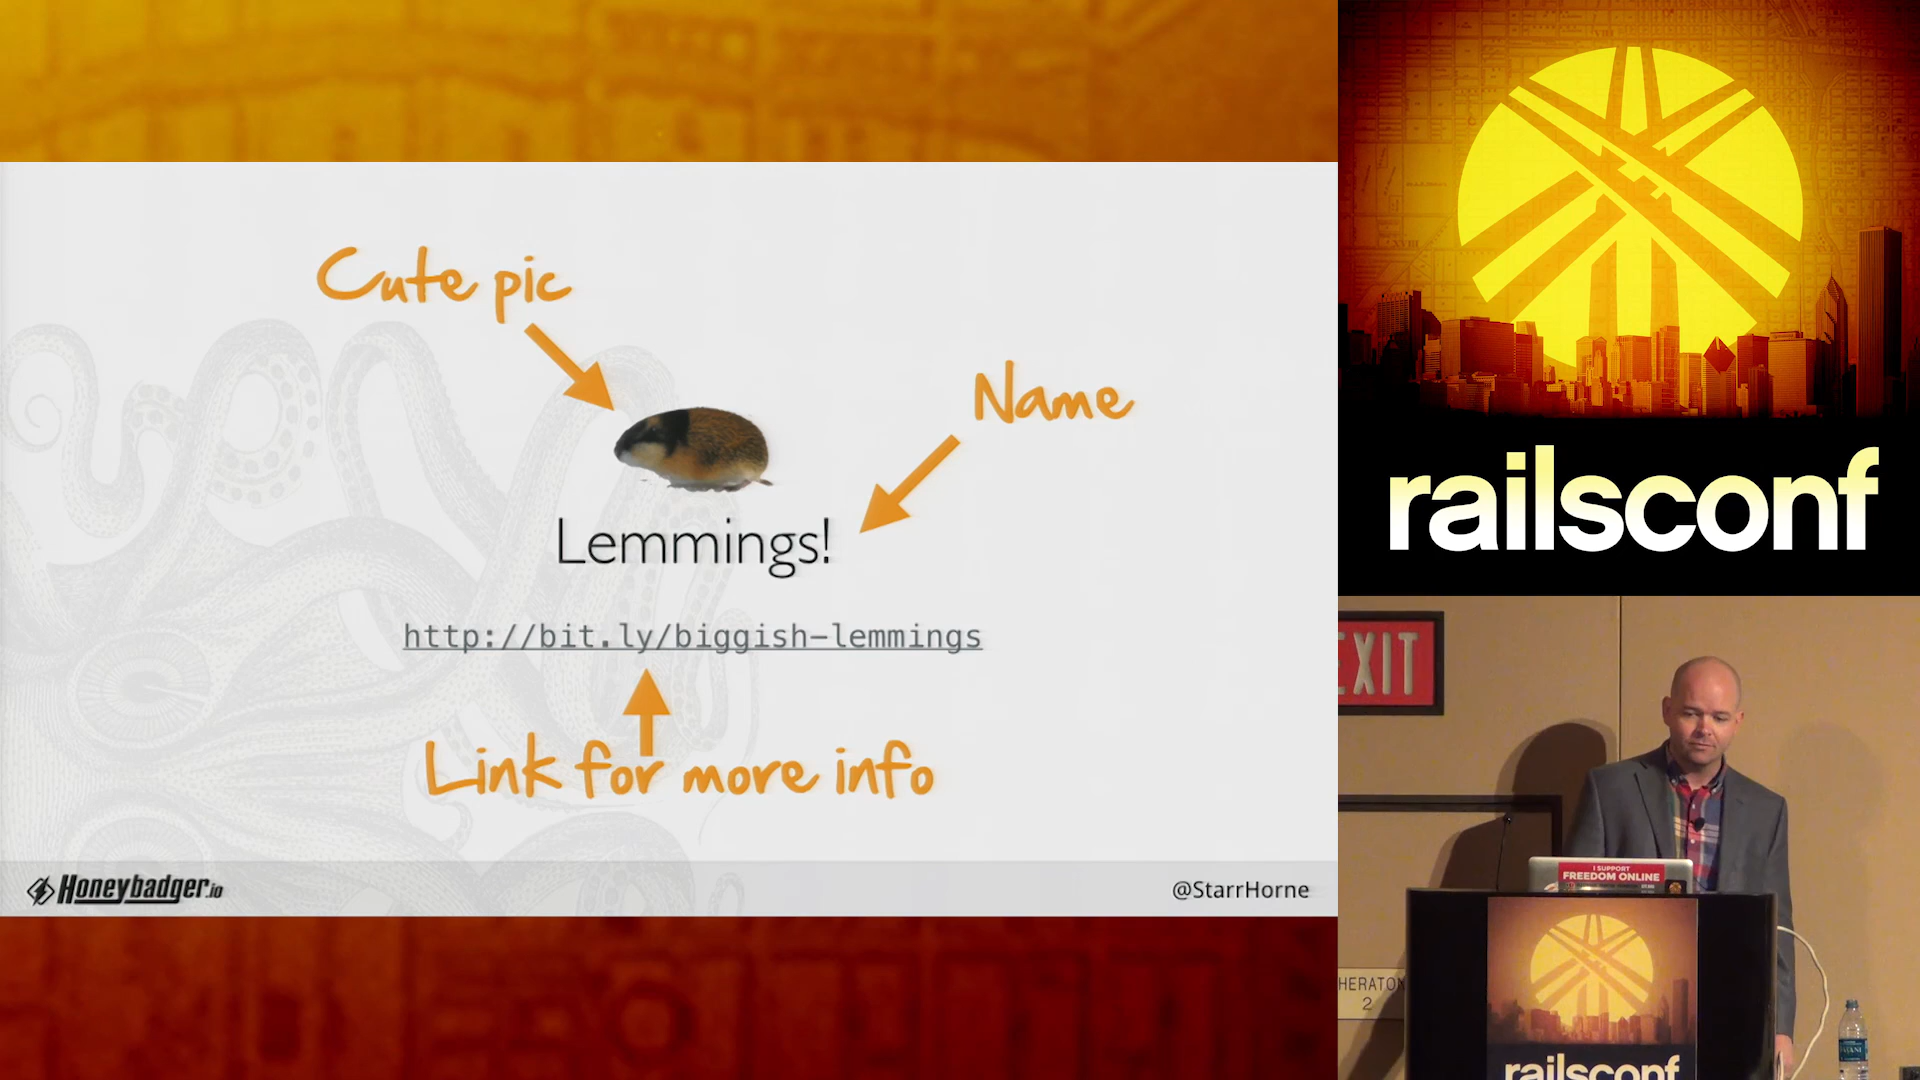 Cute pic
Name
Lemmings!
http://bit.ly/biggish-lemmings
Link for more info
Honeybadger.io
@StarrHorne
railsconf
EXIT
I SUPPORT
FREEDOM ONLINE
HERATON
2
railsconf